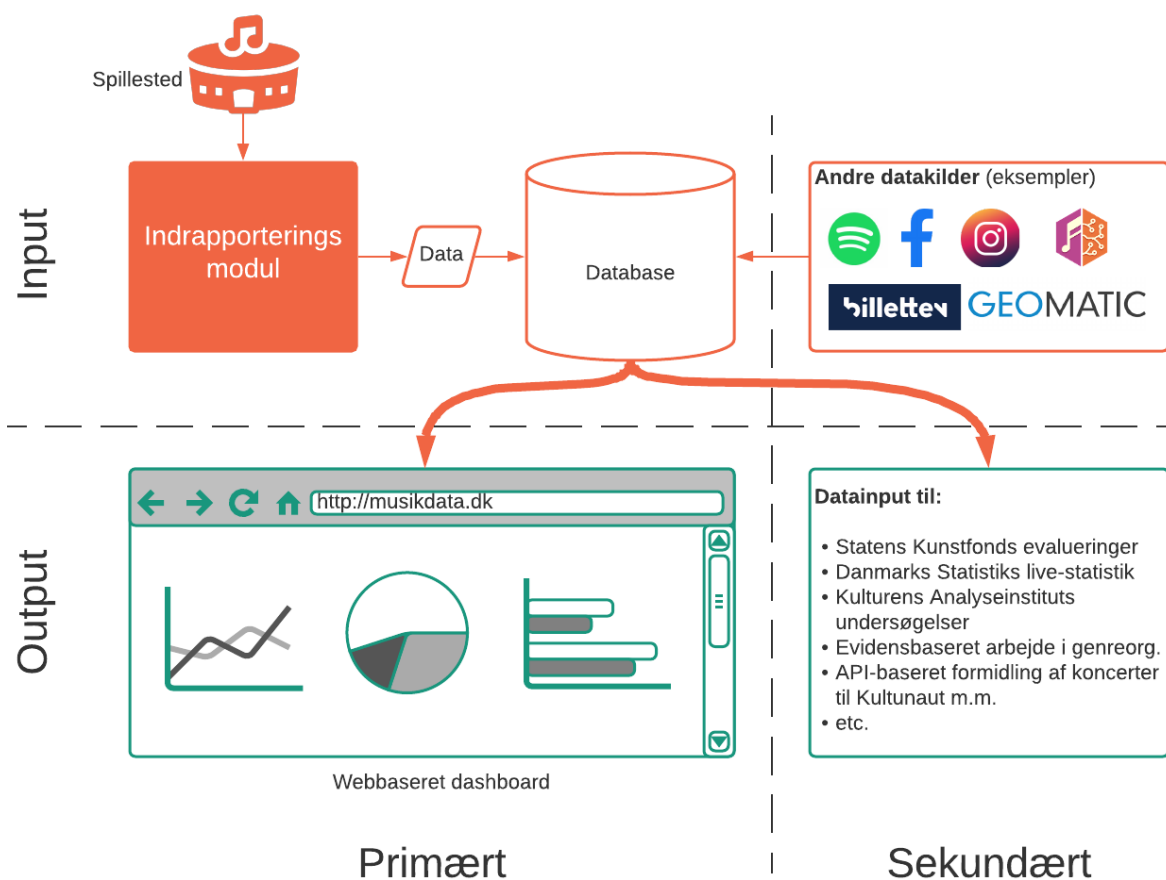 Spillested
Input
Indrapporterings
modul
Data
Database
Andre datakilder (eksempler)
billetten
GEOMATIC
Output
http://musikdata.dk
Webbaseret dashboard
Datainput til:
• Statens Kunstfonds evalueringer
• Danmarks Statistiks live-statistik
• Kulturens Analyseinstituts
undersøgelser
• Evidensbaseret arbejde i genreorg.
• API-baseret formidling af koncerter
til Kultunaut m.m.
• etc.
Primært
Sekundært